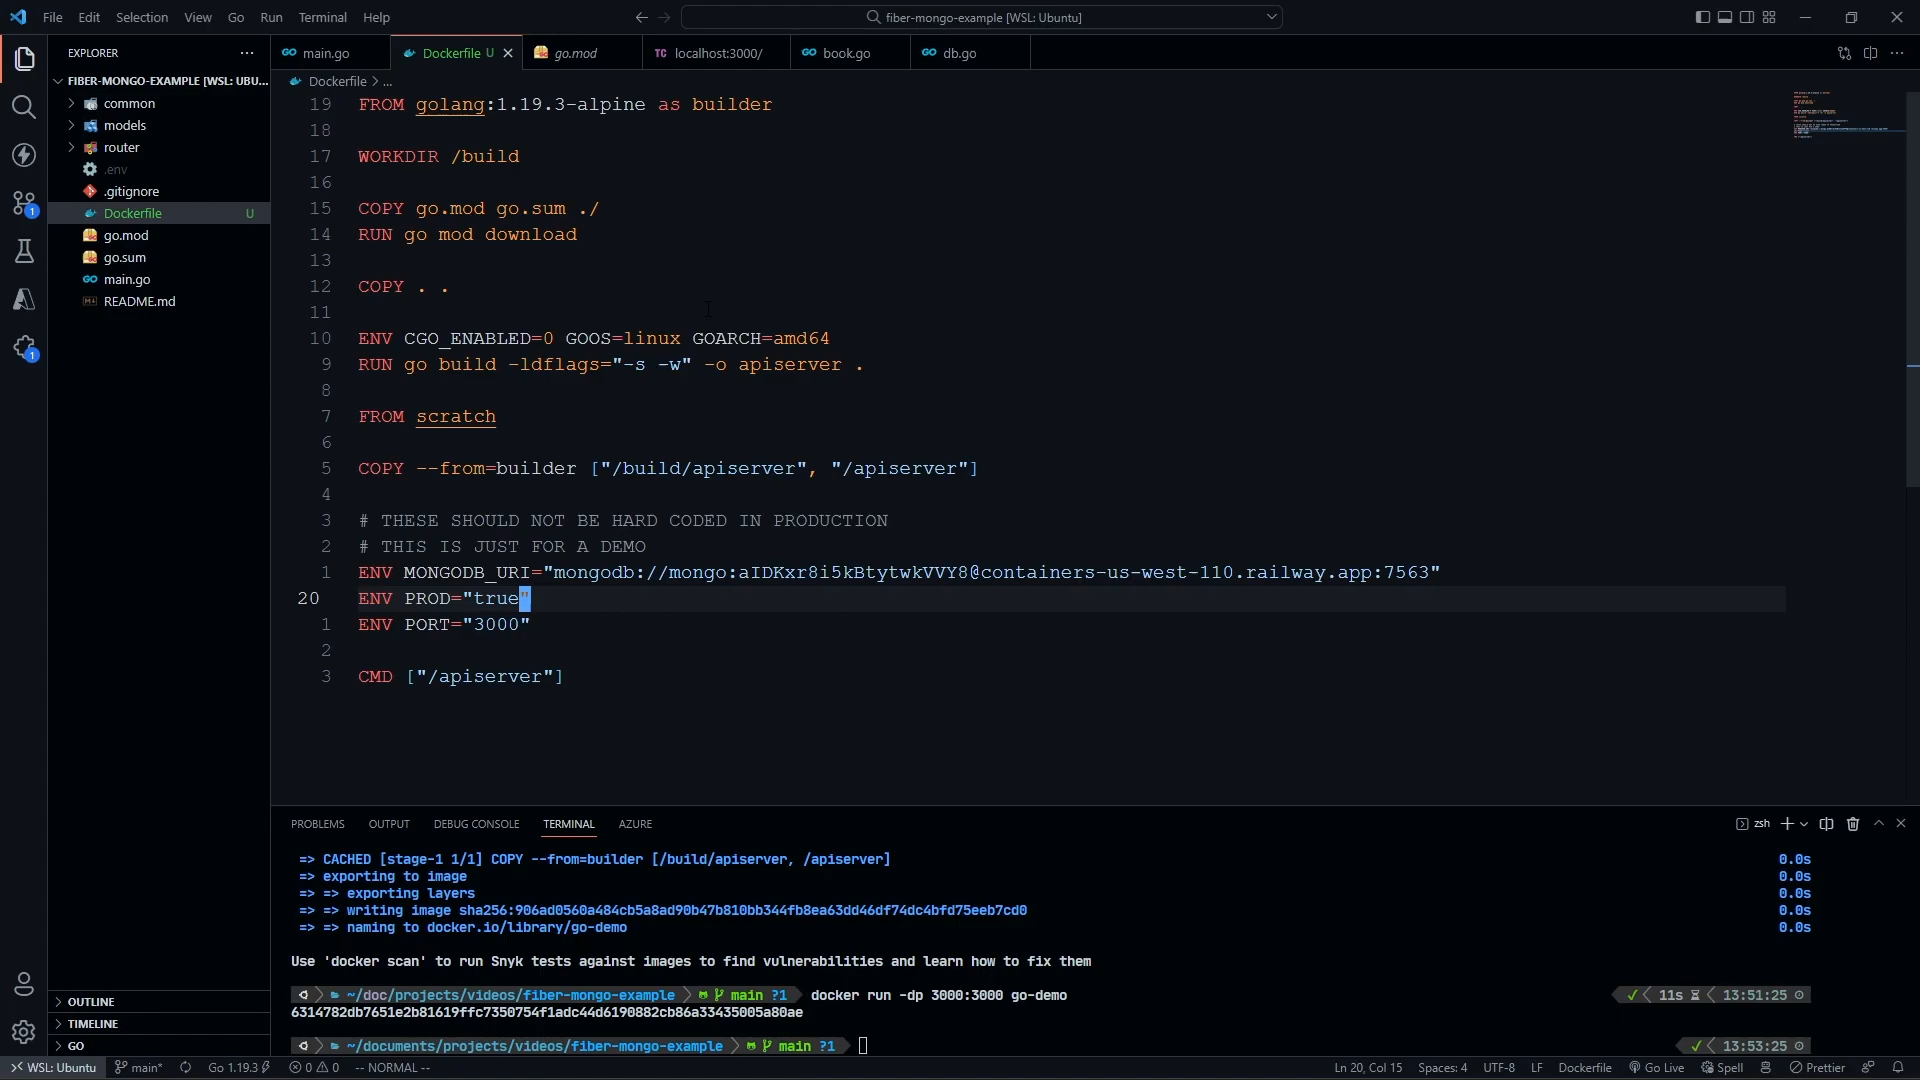 File Edit Selection View Go Run Terminal Help
fiber-mongo-example [WSL: Ubuntu]
EXPLORER
FIBER-MONGO-EXAMPLE [WSL: UBU...
common
models
router
.env
.gitignore
Dockerfile U
go.mod
go.sum
main.go
README.md
OUTLINE
TIMELINE
GO
main.go
Dockerfile U
go.mod
TC localhost:3000/
book.go
db.go
Dockerfile > ...
19 FROM golang:1.19.3-alpine as builder
18
17 WORKDIR /build
16
15 COPY go.mod go.sum ./
14 RUN go mod download
13
12 COPY . .
11
10 ENV CGO_ENABLED=0 GOOS=linux GOARCH=amd64
9 RUN go build -ldflags="-s -w" -o apiserver .
8
7 FROM scratch
6
5 COPY --from=builder ["/build/apiserver", "/apiserver"]
4
3 # THESE SHOULD NOT BE HARD CODED IN PRODUCTION
2 # THIS IS JUST FOR A DEMO
1 ENV MONGODB_URI="mongodb://mongo:aIDKxr8i5kBtytwkVVY8@containers-us-west-110.railway.app:7563"
20 ENV PROD="true"
1 ENV PORT="3000"
2
3 CMD ["/apiserver"]
PROBLEMS OUTPUT DEBUG CONSOLE TERMINAL AZURE
zsh
=> CACHED [stage-1 1/1] COPY --from=builder [/build/apiserver, /apiserver] 0.0s
=> exporting to image 0.0s
=> => exporting layers 0.0s
=> => writing image sha256:906ad0560a484cb5a8ad90b47b810bb344fb8ea63dd46df74dc4bfd75eeb7cd0 0.0s
=> => naming to docker.io/library/go-demo 0.0s
Use 'docker scan' to run Snyk tests against images to find vulnerabilities and learn how to fix them
~/doc/projects/videos/fiber-mongo-example main ?1 docker run -dp 3000:3000 go-demo ✓ 11s 13:51:25
6314782db7651e2b81619ffc7350754f1adc44d6190882cb86a33435005a80ae
~/documents/projects/videos/fiber-mongo-example main ?1 ✓ 13:53:25
WSL: Ubuntu main* Go 1.19.3 0 0 -- NORMAL -- Ln 20, Col 15 Spaces: 4 UTF-8 LF Dockerfile Go Live Spell Prettier